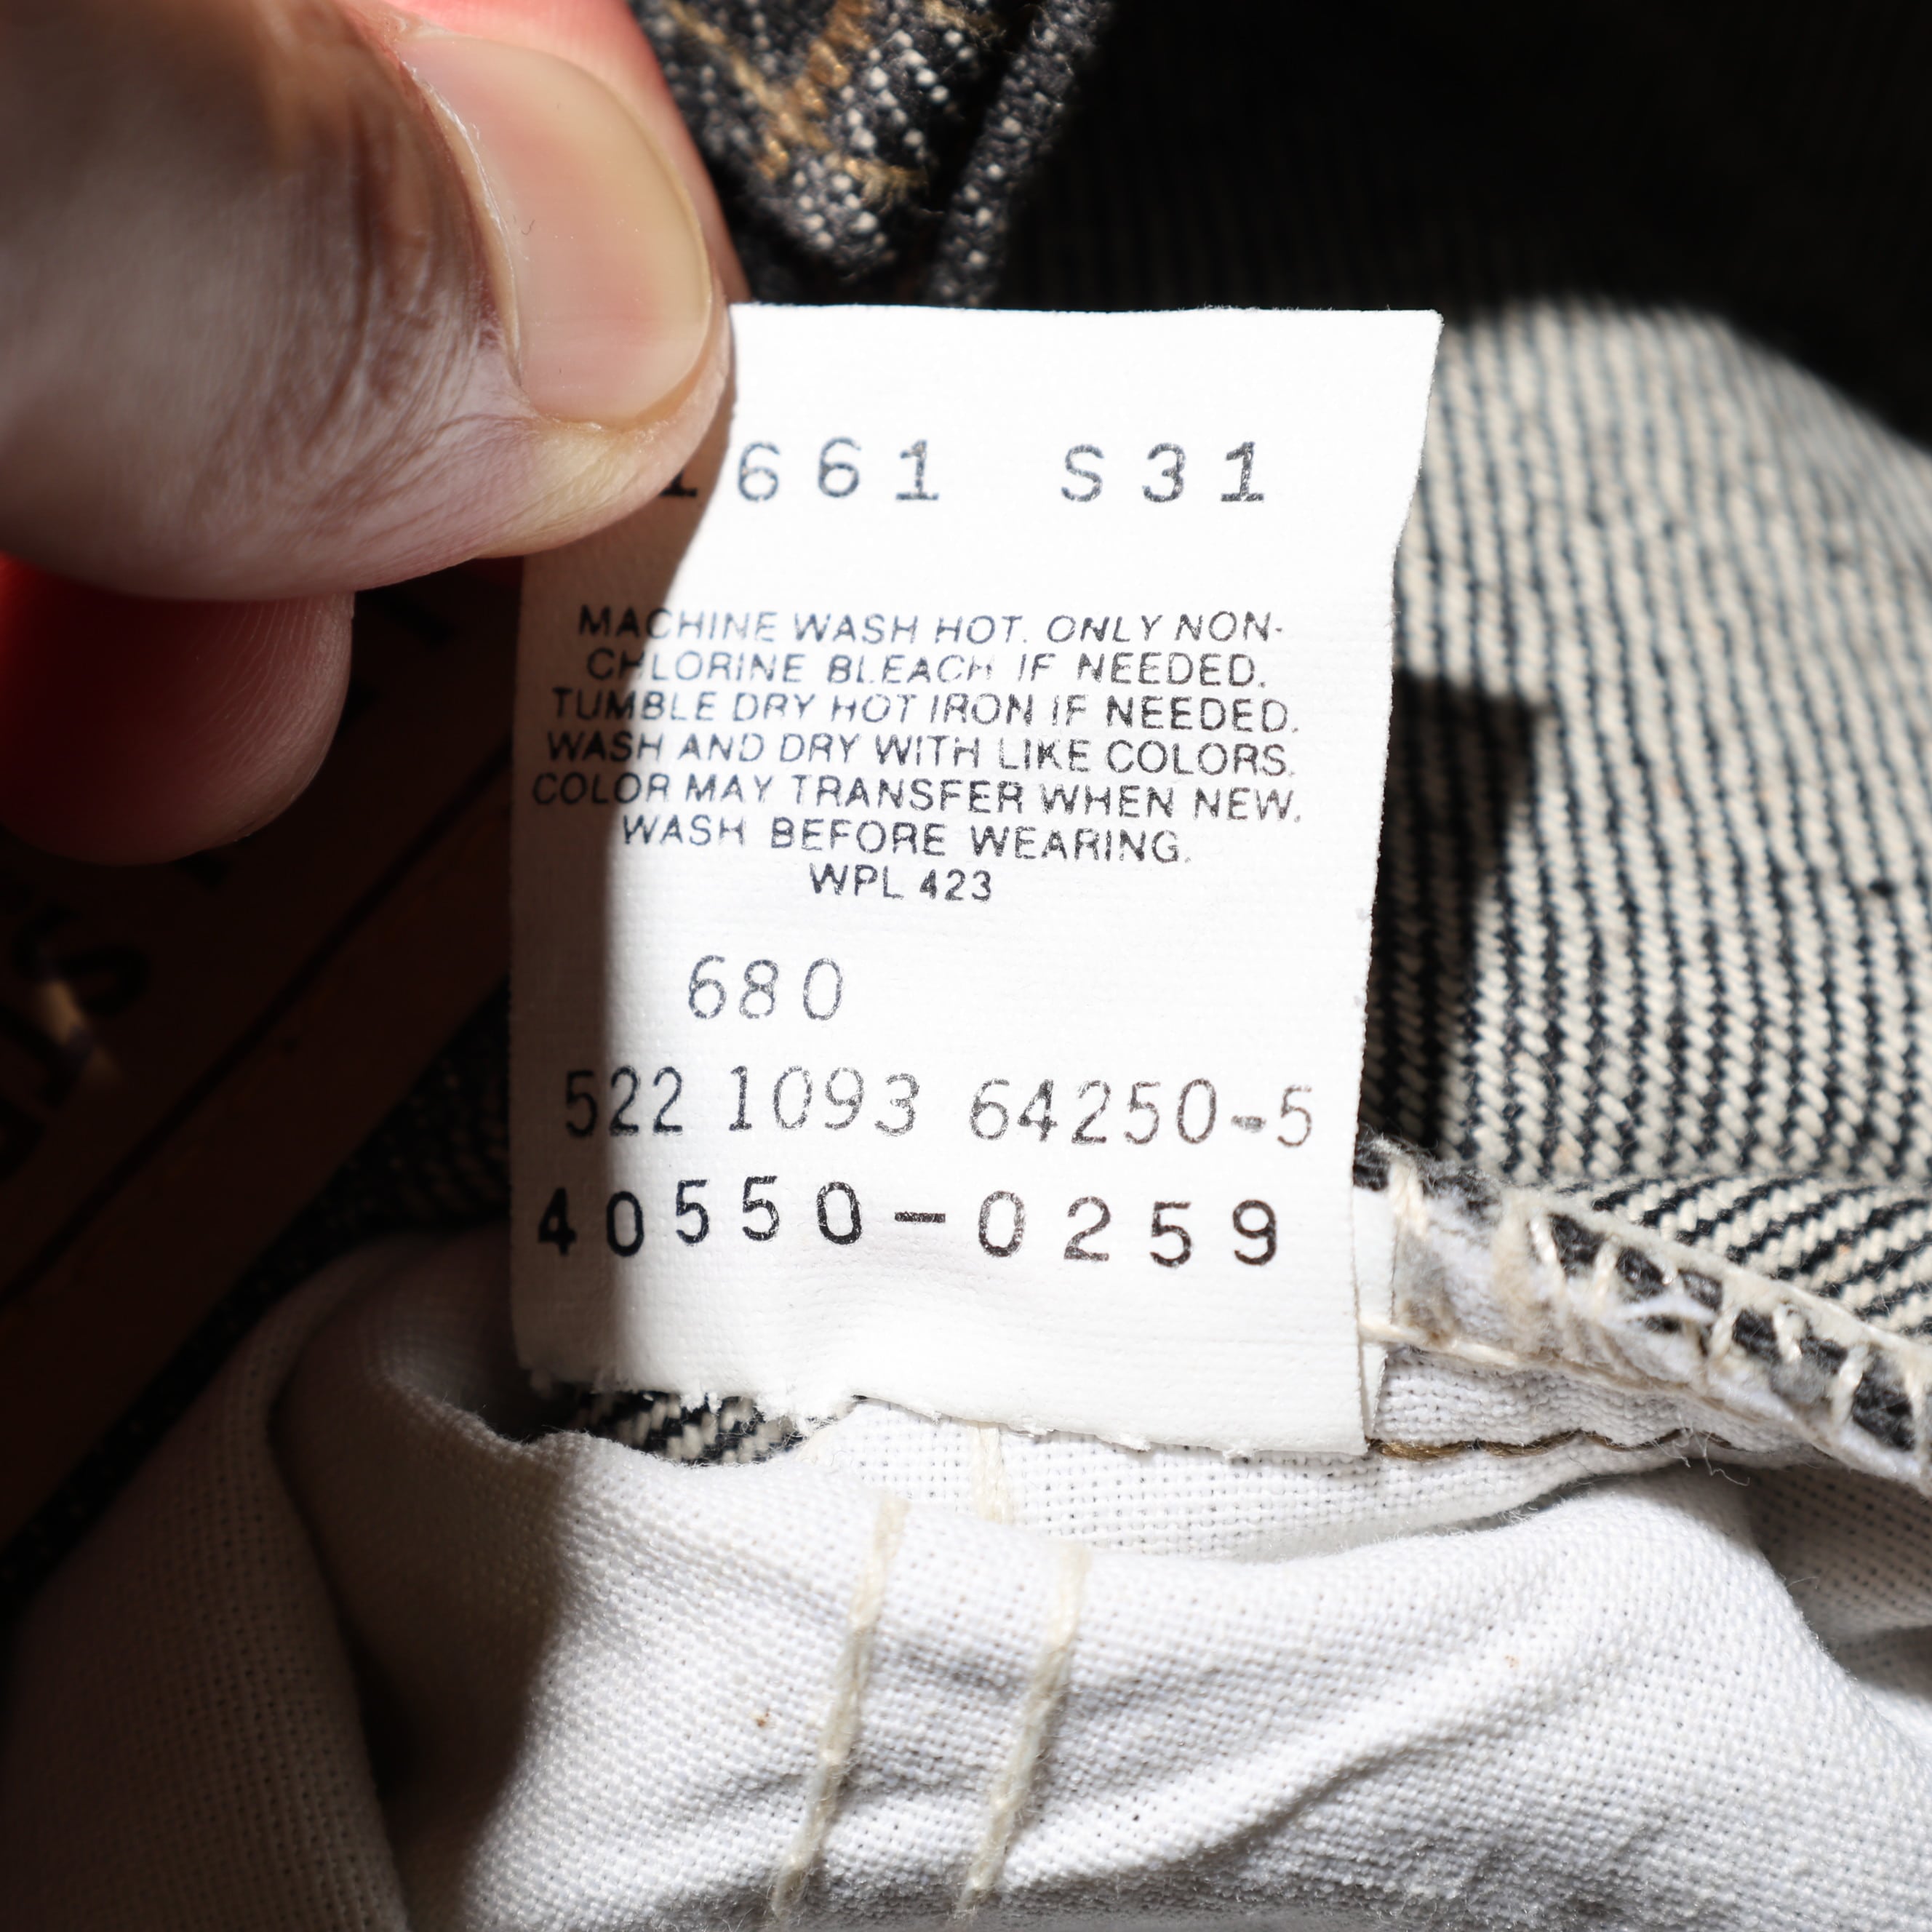 1661 S31
MACHINE WASH HOT. ONLY NON-
CHLORINE BLEACH IF NEEDED.
TUMBLE DRY HOT IRON IF NEEDED.
WASH AND DRY WITH LIKE COLORS.
COLOR MAY TRANSFER WHEN NEW.
WASH BEFORE WEARING.
WPL 423
680
522 1093 64250-5
40550-0259